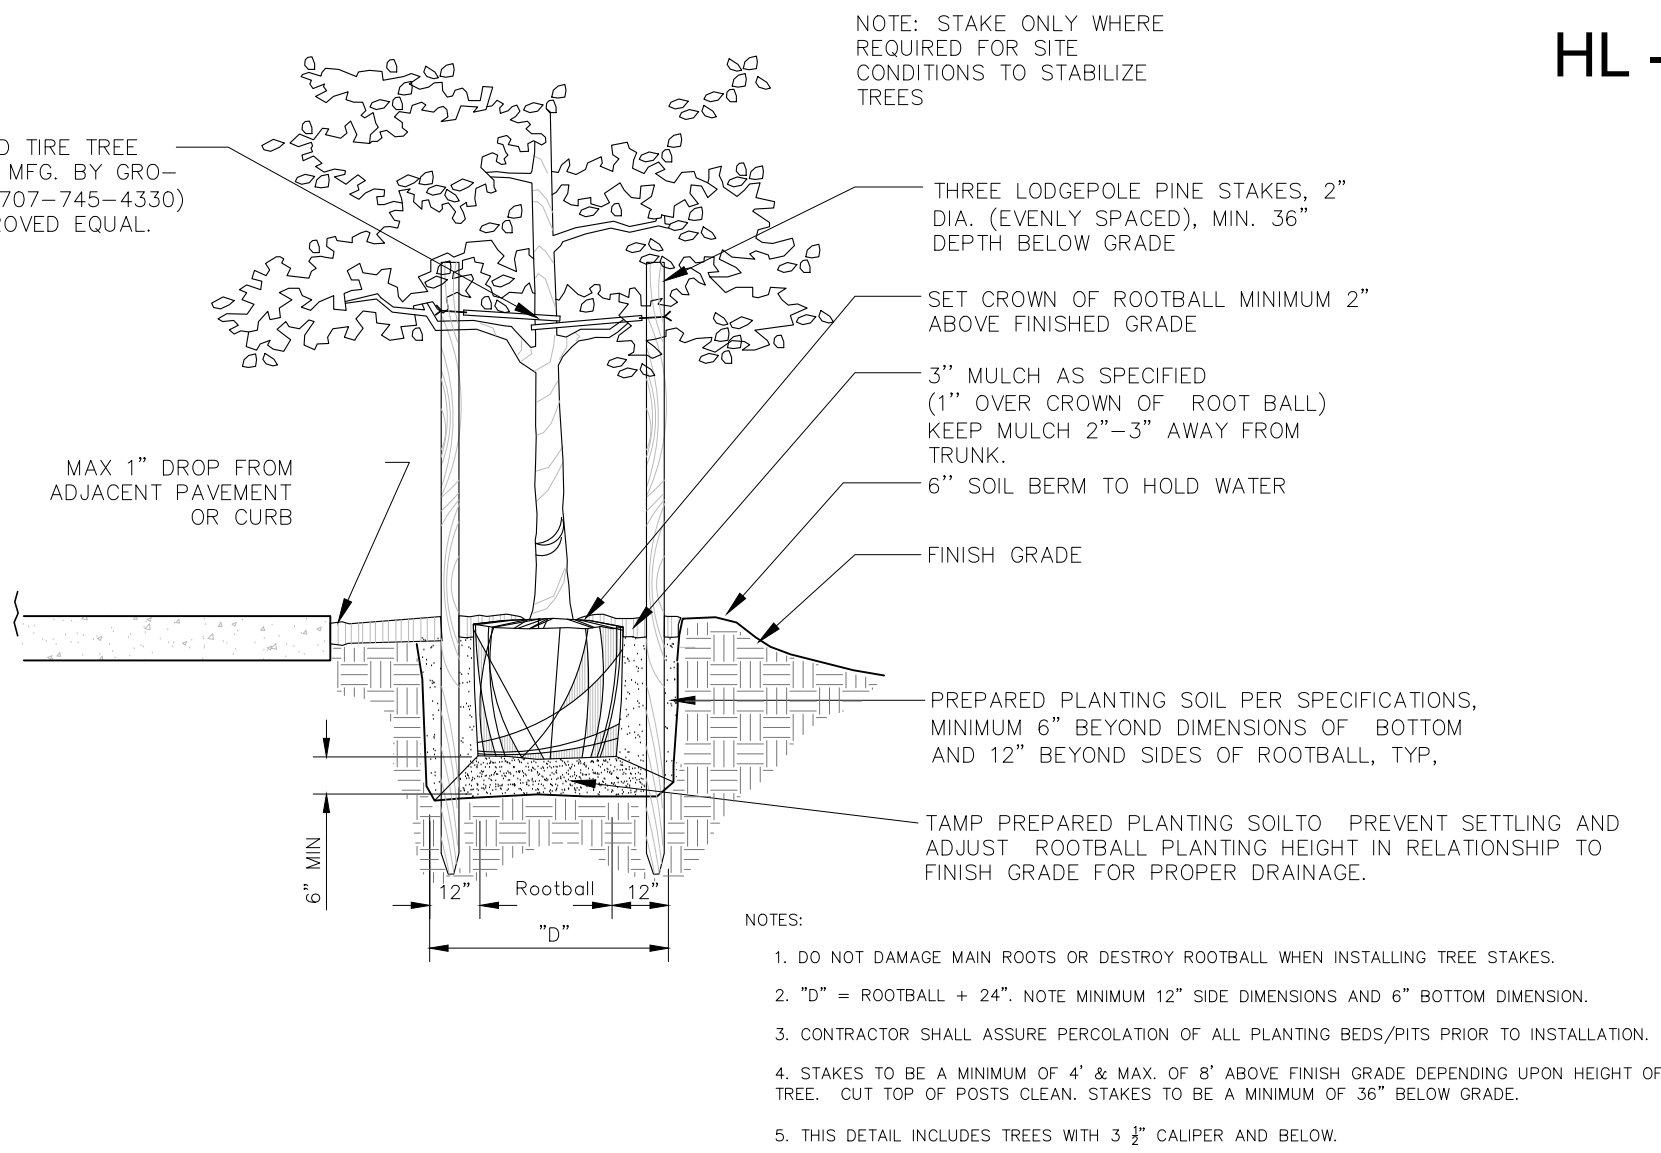 NOTE: STAKE ONLY WHERE
REQUIRED FOR SITE
CONDITIONS TO STABILIZE
TREES
HL -
D TIRE TREE
MFG. BY GRO-
707-745-4330)
OVED EQUAL.
THREE LODGEPOLE PINE STAKES, 2"
DIA. (EVENLY SPACED), MIN. 36"
DEPTH BELOW GRADE
SET CROWN OF ROOTBALL MINIMUM 2"
ABOVE FINISHED GRADE
3'' MULCH AS SPECIFIED
(1'' OVER CROWN OF ROOT BALL)
KEEP MULCH 2"-3" AWAY FROM
TRUNK.
6'' SOIL BERM TO HOLD WATER
MAX 1" DROP FROM
ADJACENT PAVEMENT
OR CURB
FINISH GRADE
PREPARED PLANTING SOIL PER SPECIFICATIONS,
MINIMUM 6" BEYOND DIMENSIONS OF BOTTOM
AND 12" BEYOND SIDES OF ROOTBALL, TYP,
TAMP PREPARED PLANTING SOILTO PREVENT SETTLING AND
ADJUST ROOTBALL PLANTING HEIGHT IN RELATIONSHIP TO
FINISH GRADE FOR PROPER DRAINAGE.
6" MIN
12" Rootball 12"
"D"
NOTES:
1. DO NOT DAMAGE MAIN ROOTS OR DESTROY ROOTBALL WHEN INSTALLING TREE STAKES.
2. "D" = ROOTBALL + 24". NOTE MINIMUM 12" SIDE DIMENSIONS AND 6" BOTTOM DIMENSION.
3. CONTRACTOR SHALL ASSURE PERCOLATION OF ALL PLANTING BEDS/PITS PRIOR TO INSTALLATION.
4. STAKES TO BE A MINIMUM OF 4' & MAX. OF 8' ABOVE FINISH GRADE DEPENDING UPON HEIGHT OF
TREE. CUT TOP OF POSTS CLEAN. STAKES TO BE A MINIMUM OF 36" BELOW GRADE.
5. THIS DETAIL INCLUDES TREES WITH 3 ½" CALIPER AND BELOW.